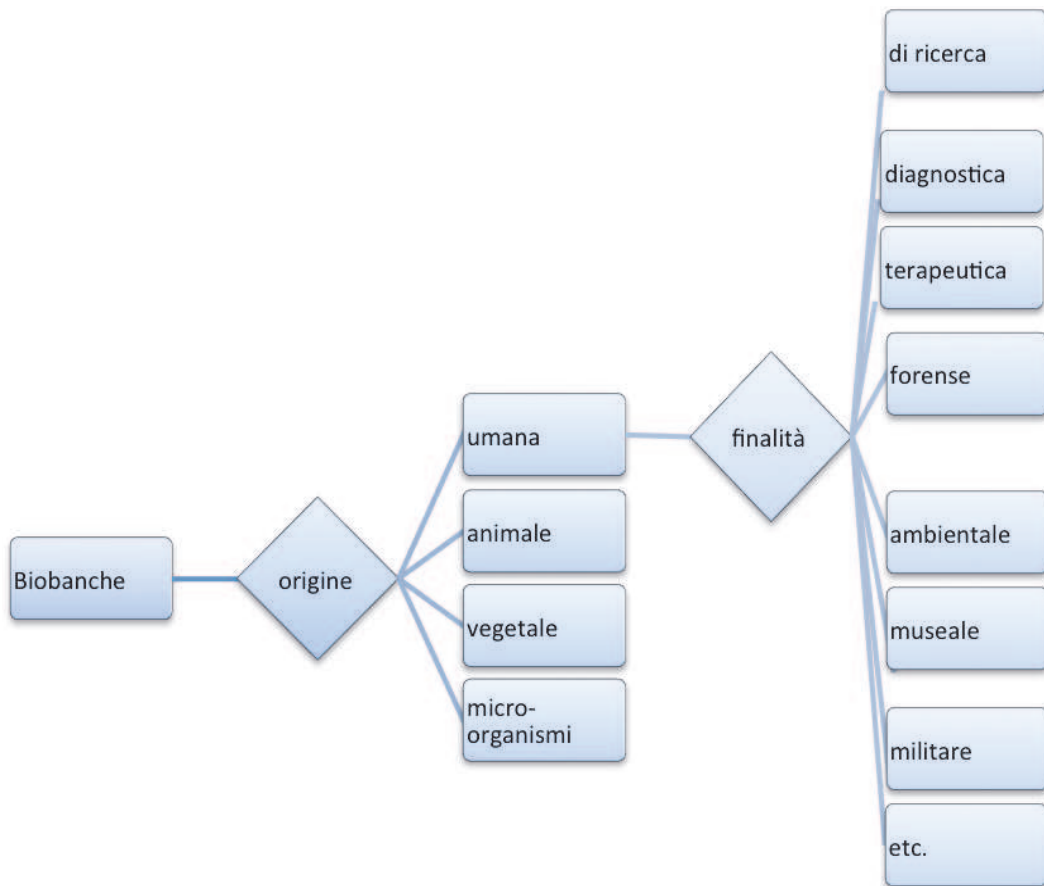 Biobanche
origine
umana
animale
vegetale
micro-
organismi
finalità
di ricerca
diagnostica
terapeutica
forense
ambientale
museale
militare
etc.